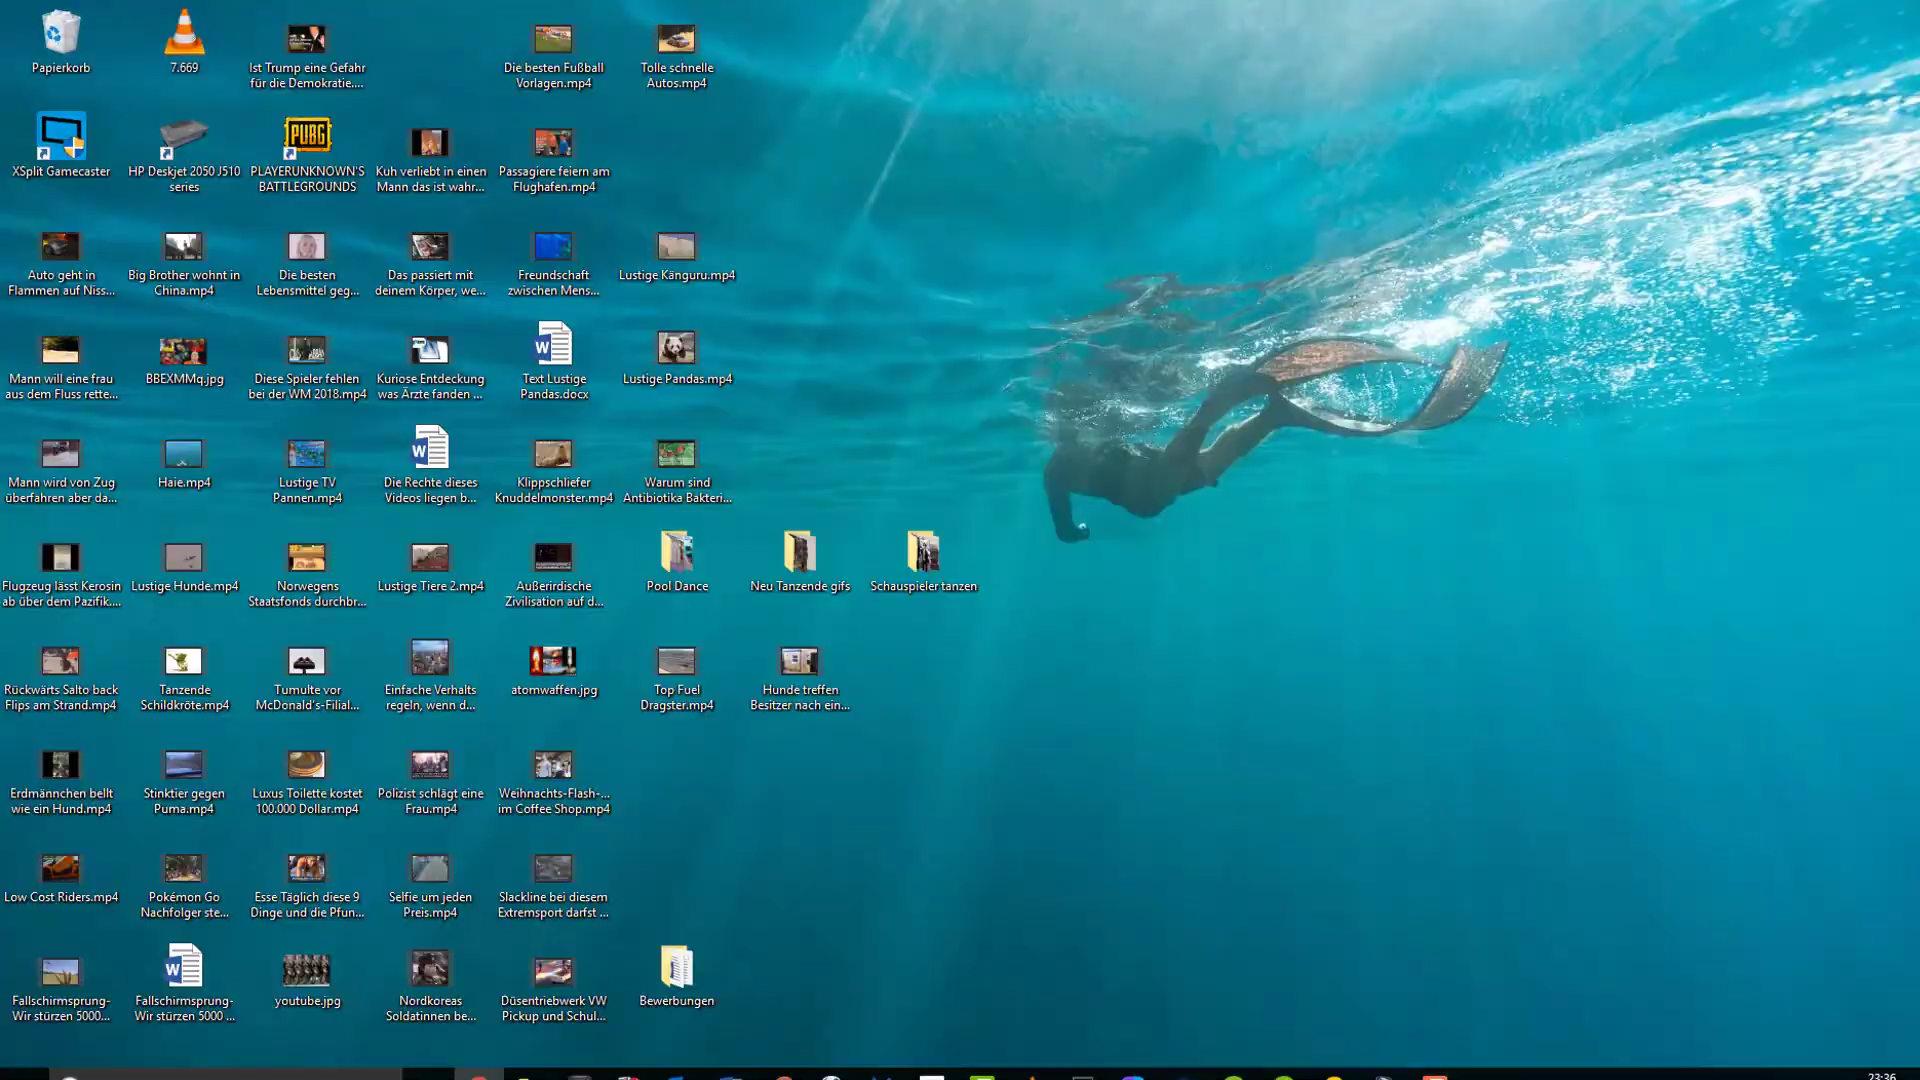 Papierkorb
7.669
Ist Trump eine Gefahr
für die Demokratie....
Die besten Fußball
Vorlagen.mp4
Tolle schnelle
Autos.mp4
XSplit Gamecaster
HP Deskjet 2050 J510
series
PUBG
PLAYERUNKNOWN'S
BATTLEGROUNDS
Kuh verliebt in einen
Mann das ist wahr...
Passagiere feiern am
Flughafen.mp4
Auto geht in
Flammen auf Niss...
Big Brother wohnt in
China.mp4
Die besten
Lebensmittel geg...
Das passiert mit
deinem Körper, we...
Freundschaft
zwischen Mens...
Lustige Känguru.mp4
Mann will eine frau
aus dem Fluss rette...
BBEXMMq.jpg
Diese Spieler fehlen
bei der WM 2018.mp4
Kuriose Entdeckung
was Ärzte fanden ...
W
Text Lustige
Pandas.docx
Lustige Pandas.mp4
Mann wird von Zug
überfahren aber da...
Haie.mp4
Lustige TV
Pannen.mp4
W
Die Rechte dieses
Videos liegen b...
Klippschliefer
Knuddelmonster.mp4
Warum sind
Antibiotika Bakteri...
Flugzeug lässt Kerosin
ab über dem Pazifik....
Lustige Hunde.mp4
Norwegens
Staatsfonds durchbr...
Lustige Tiere 2.mp4
Außerirdische
Zivilisation auf d...
Pool Dance
Neu Tanzende gifs
Schauspieler tanzen
Rückwärts Salto back
Flips am Strand.mp4
Tanzende
Schildkröte.mp4
Tumulte vor
McDonald's-Filial...
Einfache Verhalts
regeln, wenn d...
atomwaffen.jpg
Top Fuel
Dragster.mp4
Hunde treffen
Besitzer nach ein...
Erdmännchen bellt
wie ein Hund.mp4
Stinktier gegen
Puma.mp4
Luxus Toilette kostet
100.000 Dollar.mp4
Polizist schlägt eine
Frau.mp4
Weihnachts-Flash-...
im Coffee Shop.mp4
Low Cost Riders.mp4
Pokémon Go
Nachfolger ste...
Esse Täglich diese 9
Dinge und die Pfun...
Selfie um jeden
Preis.mp4
Slackline bei diesem
Extremsport darfst ...
Fallschirmsprung-
Wir stürzen 5000...
W
Fallschirmsprung-
Wir stürzen 5000 ...
youtube.jpg
Nordkoreas
Soldatinnen be...
Düsentriebwerk VW
Pickup und Schul...
Bewerbungen
23:36